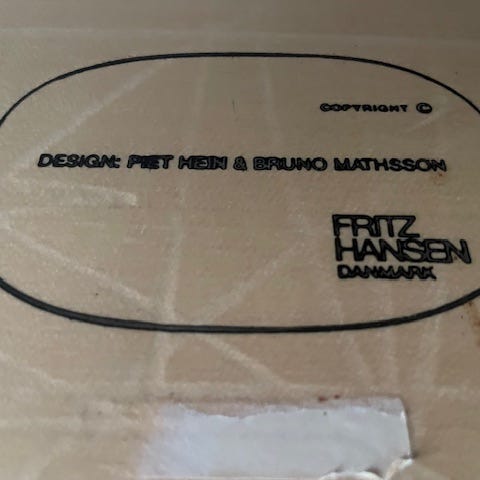 COPYRIGHT ©
DESIGN: PIET HEIN & BRUNO MATHSSON
FRITZ
HANSEN
DANMARK